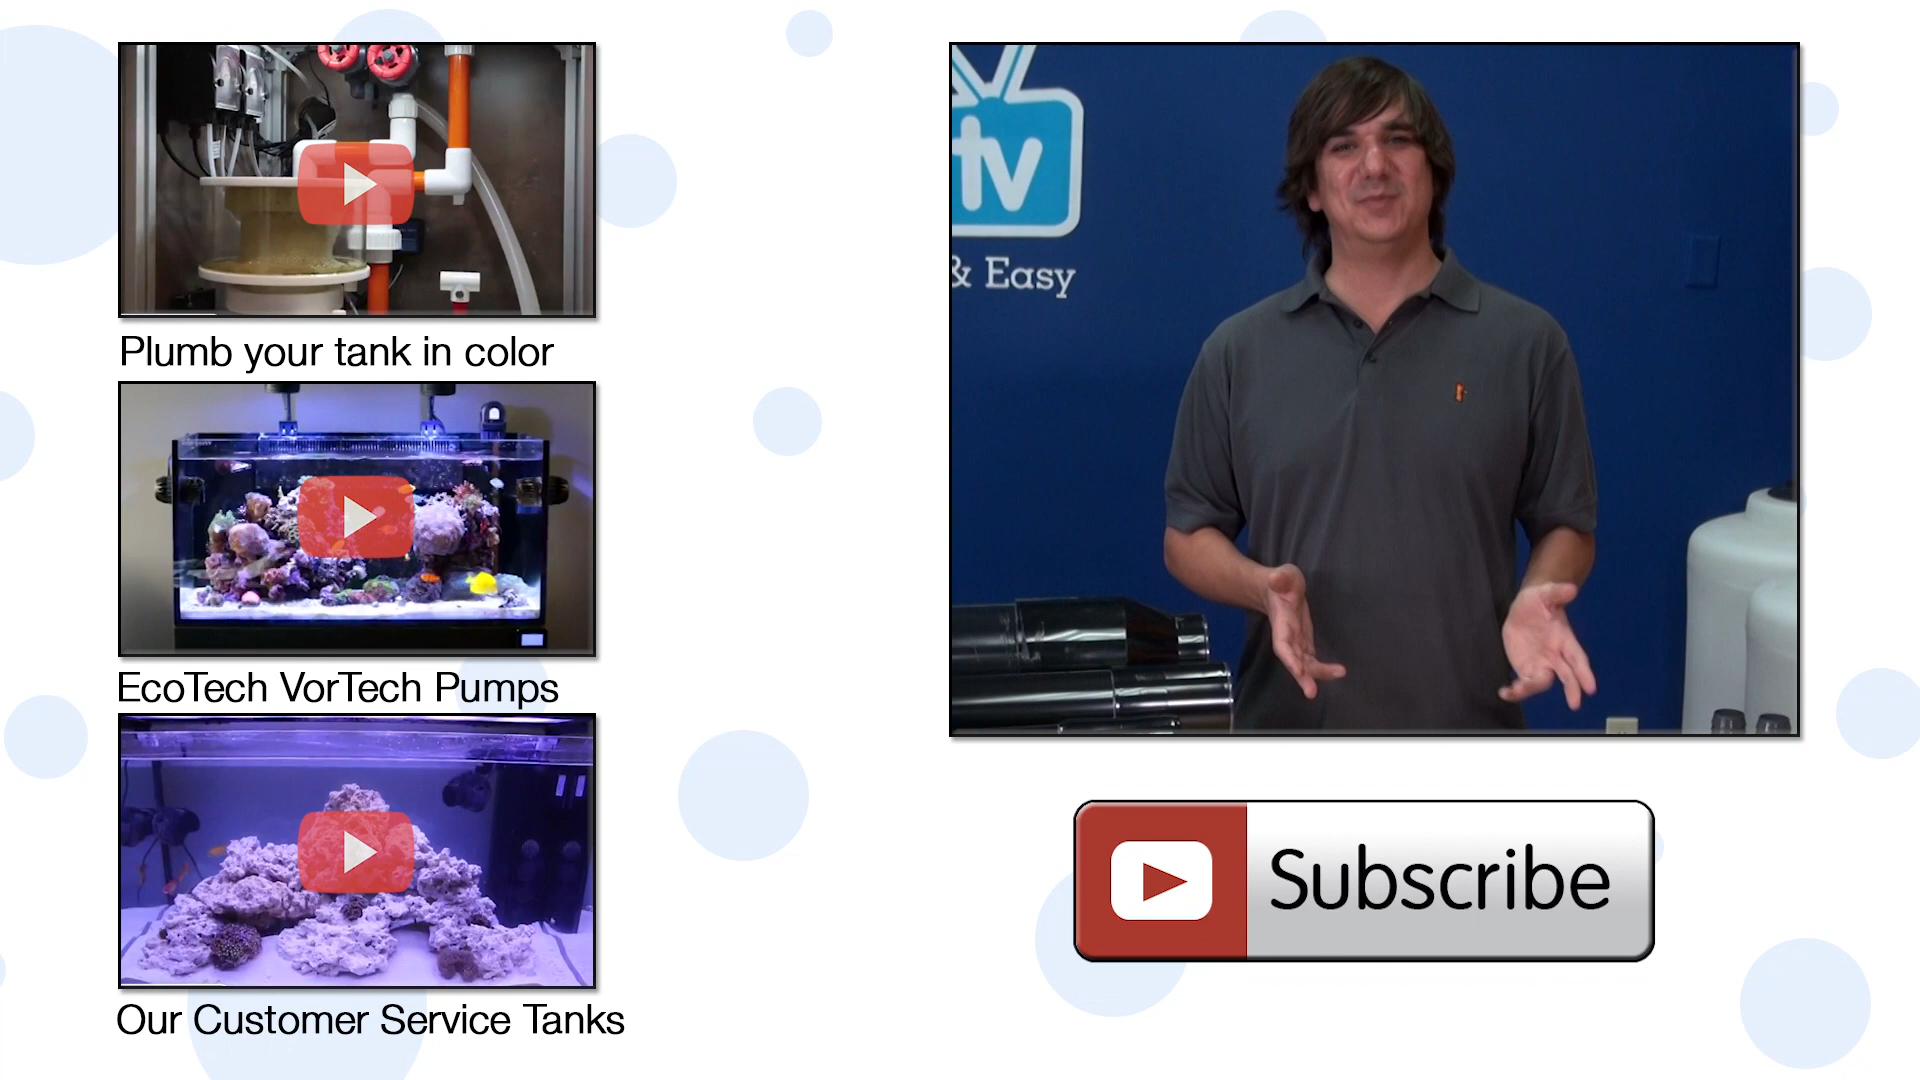 Plumb your tank in color
EcoTech VorTech Pumps
Our Customer Service Tanks
tv
& Easy
Subscribe